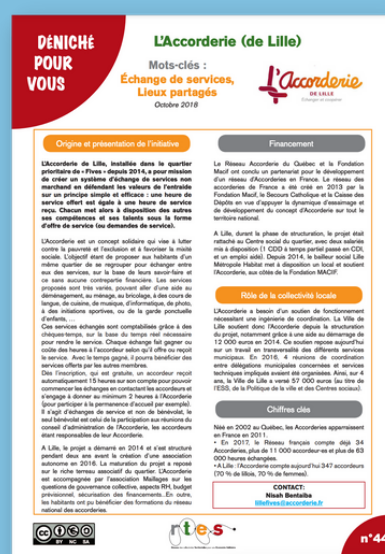 DÉNICHÉ
POUR
VOUS
L'Accorderie (de Lille)
Mots-clés :
Échange de services,
Lieux partagés
Octobre 2018
l'accorderie
DE LILLE
Échanger et coopérer
Origine et présentation de l'initiative
L'Accorderie de Lille, installée dans le quartier
prioritaire de « Fives » depuis 2014, a pour mission
de créer un système d'échange de services non
marchand en défendant les valeurs de l'entraide
sur un principe simple et efficace : une heure de
service offert est égale à une heure de service
reçu. Chacun met alors à disposition des autres
ses compétences et ses talents sous la forme
d'offre de service (ou demandes de service).
L'Accorderie est un concept solidaire qui vise à lutter
contre la pauvreté et l'exclusion et à favoriser la mixité
sociale. L'objectif étant de proposer aux habitants d'un
même quartier de se regrouper pour échanger entre
eux des services, sur la base de leurs savoir-faire et
ce sans aucune contrepartie financière. Les services
proposés sont très variés, pouvant aller d'une aide au
déménagement, au ménage, au bricolage, à des cours de
langue, de cuisine, de musique, d'informatique, de photo,
à des initiations sportives, ou de la garde ponctuelle
d'enfants, ...
Ces services échangés sont comptabilisés grâce à des
chèques-temps, sur la base du temps réel nécessaire
pour rendre le service. Chaque échange fait gagner ou
coûte des heures à l'accordeur selon qu'il offre ou reçoit
le service. Avec le temps gagné, il pourra bénéficier des
services offerts par les autres membres.
Dès l'inscription, qui est gratuite, un accordeur reçoit
automatiquement 15 heures sur son compte pour pouvoir
commencer les échanges en contactant les accordeurs et
s'engage à donner au minimum 2 heures à l'Accorderie
(pour participer à la permanence d'accueil par exemple).
Il s'agit d'échanges de service et non de bénévolat, le
seul bénévolat est celui de la participation aux réunions du
conseil d'administration de l'Accorderie, les accordeurs
étant responsables de leur Accorderie.
A Lille, le projet a démarré en 2014 et s'est structuré
pendant deux ans avant la création d'une association
autonome en 2016. La maturation du projet a reposé
sur le riche terreau associatif du quartier. L'Accorderie
est accompagnée par l'association Maillages sur les
questions de gouvernance collective, aspects RH, budget
prévisionnel, sécurisation des financements...En outre,
les habitants ont pu bénéficier des formations du réseau
national des accorderies.
Financement
Le Réseau Accorderie du Québec et la Fondation
Macif ont conclu un partenariat pour le développement
d'un réseau d'Accorderies en France. Le réseau des
accorderies de France a été créé en 2013 par la
Fondation Macif, le Secours Catholique et la Caisse des
Dépôts en vue d'appuyer la dynamique d'essaimage et
de développement du concept d'Accorderie sur tout le
territoire national.
A Lille, durant la phase de structuration, le projet était
rattaché au Centre social du quartier, avec deux salariés
mis à disposition (1 CDD à temps partiel passé en CDI,
et un emploi aidé). Depuis 2014, le bailleur social Lille
Métropole Habitat met à disposition un local et soutient
l'Accorderie, aux côtés de la Fondation MACIF.
Rôle de la collectivité locale
L'Accorderie a besoin d'un soutien de fonctionnement
nécessitant une ingénierie de coordination. La Ville de
Lille soutient donc l'Accorderie depuis la structuration
du projet, notamment grâce à une aide au démarrage de
12 000 euros en 2014. Ce soutien repose aujourd'hui
sur un travail en transversalité des différents services
municipaux. En 2016, 4 réunions de coordination
entre délégations municipales concernées et services
techniques impliqués avaient été organisées. Ainsi, sur 4
ans, la Ville de Lille a versé 57 000 euros (au titre de
l'ESS, de la Politique de la ville et des Centres sociaux).
Chiffres clés
Née en 2002 au Québec, les Accorderies apparaissent
en France en 2011.
• En 2017, le Réseau français compte déjà 34
Accorderies, plus de 11 000 accordeur·es et plus de 63
000 heures échangées.
• A Lille : l'Accorderie compte aujourd'hui 347 accordeurs
(70 % de lillois, 70 % de femmes).
CONTACT:
Nisah Bentaiba
lillefives@accorderie.fr
cc
BY NC SA
rtes
n°44